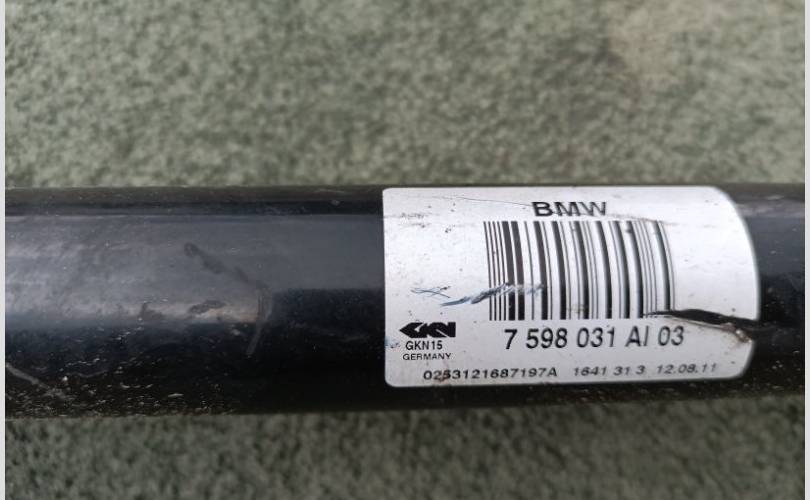 BMW
GKN
7 598 031 AI 03
GKN15
GERMANY
0253121687197A 1641 31 3 12.08.11